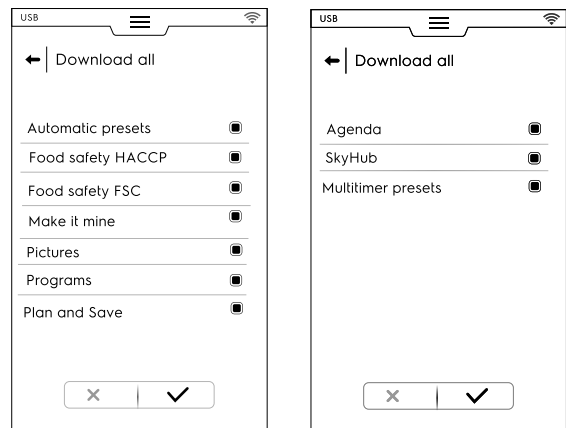 USB
Download all
Automatic presets
Food safety HACCP
Food safety FSC
Make it mine
Pictures
Programs
Plan and Save
USB
Download all
Agenda
SkyHub
Multitimer presets